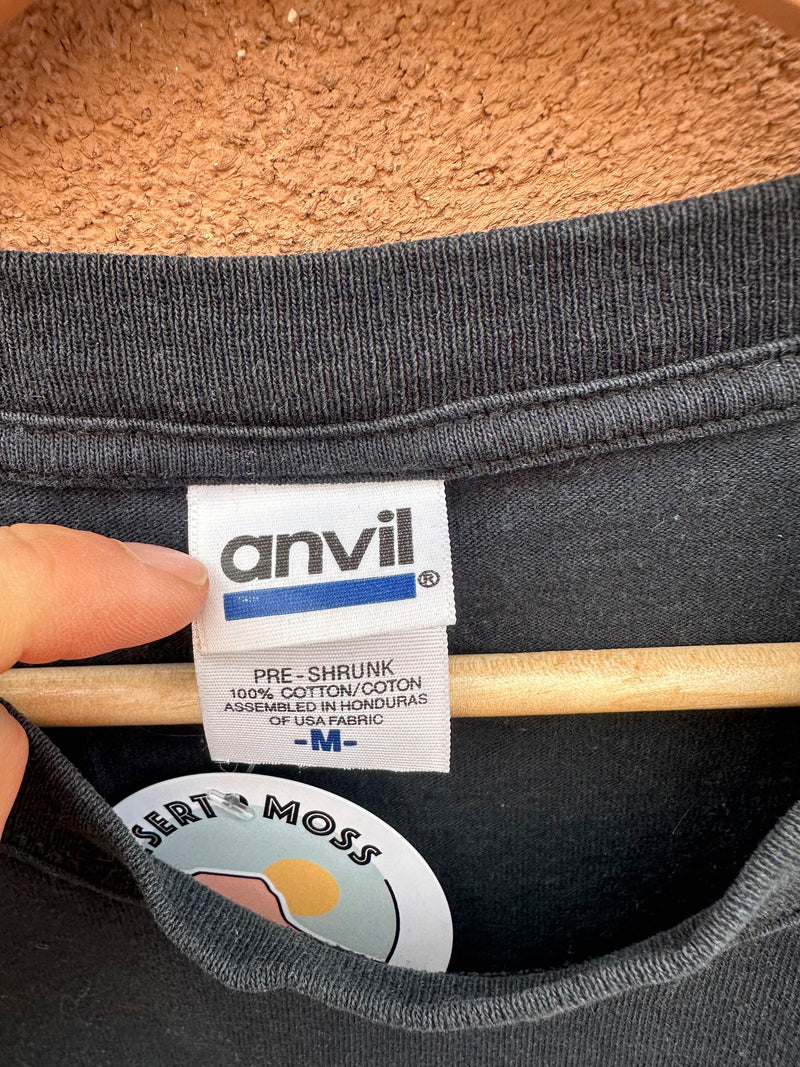 anvil®
PRE-SHRUNK
100% COTTON/COTON
ASSEMBLED IN HONDURAS
OF USA FABRIC
-M-
MOSS